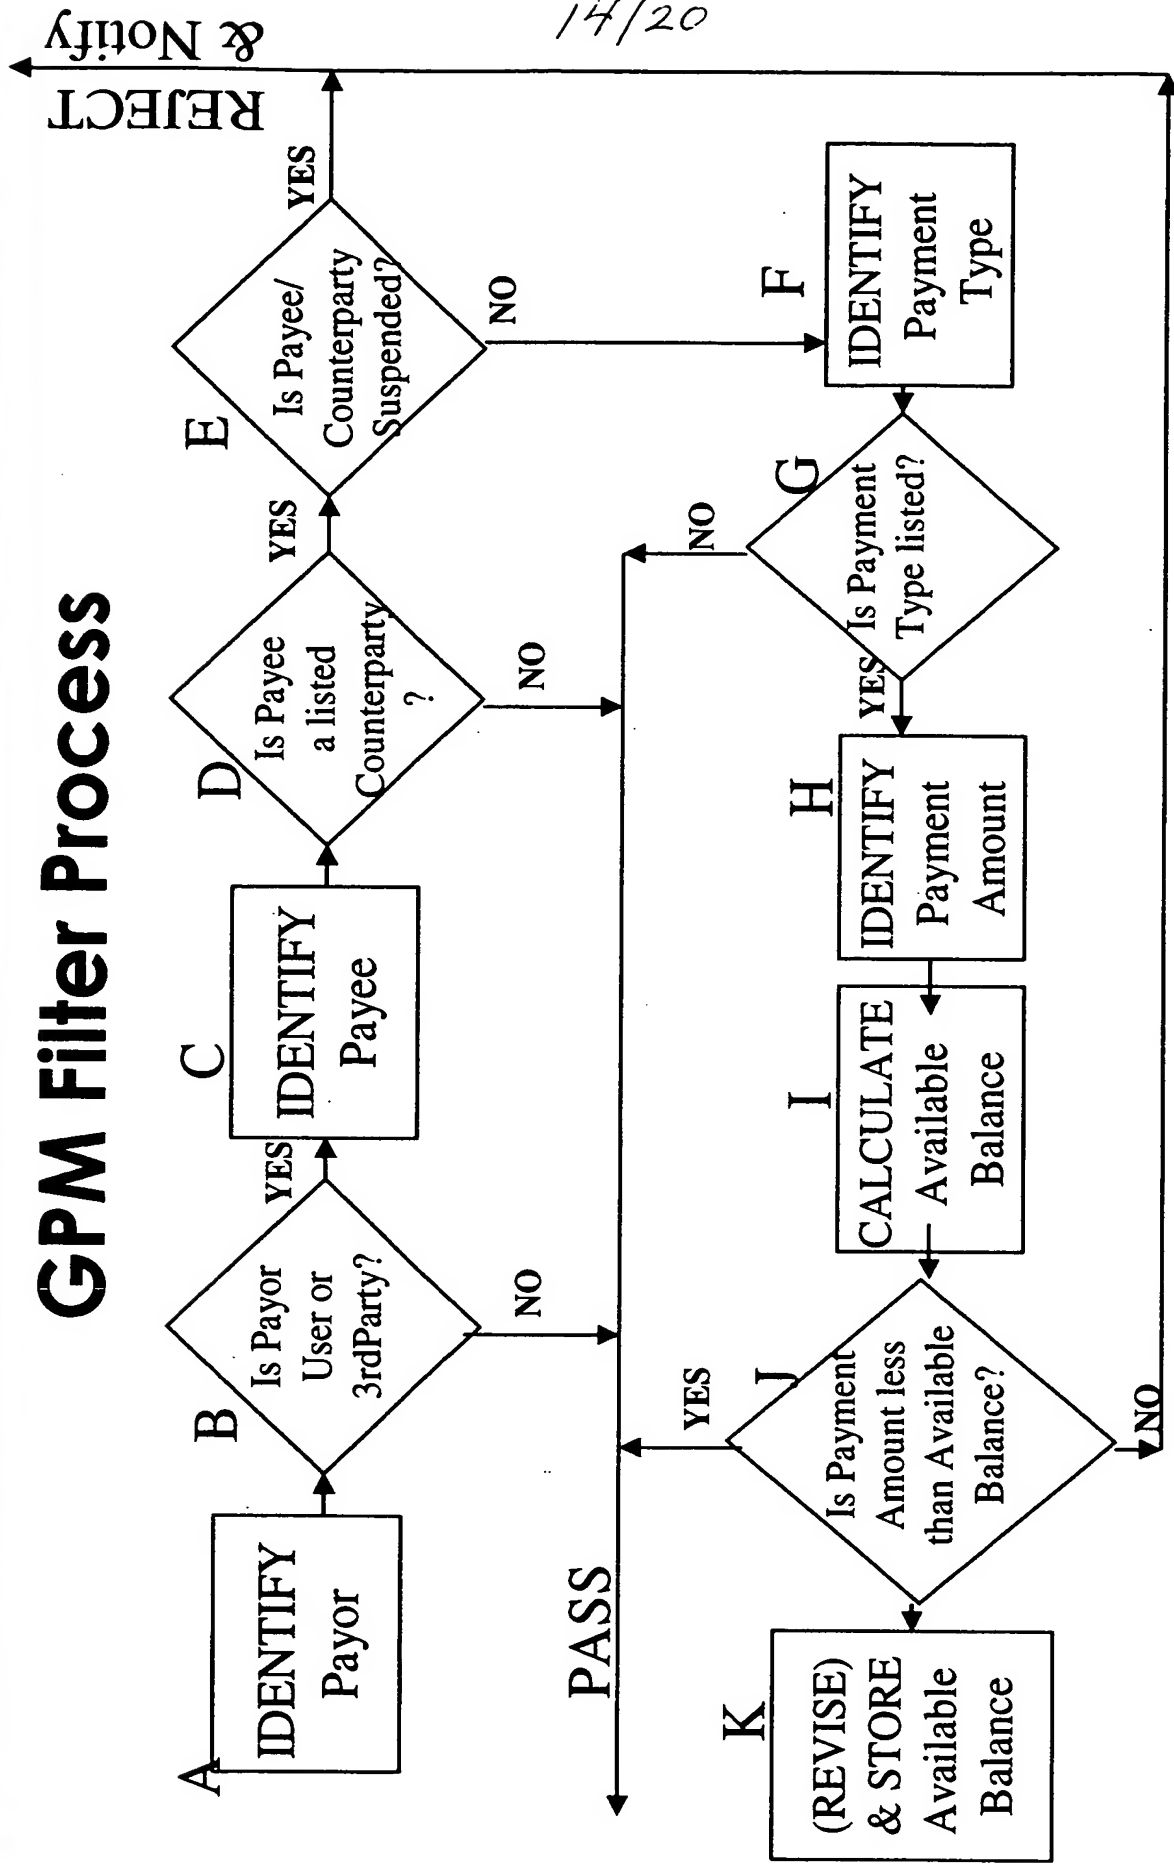 14/20
GPM Filter Process
A
IDENTIFY
Payor
B
Is Payor
User or
3rdParty?
YES
NO
C
IDENTIFY
Payee
D
Is Payee
a listed
Counterparty
?
YES
NO
E
Is Payee/
Counterparty
Suspended?
YES
NO
REJECT
& Notify
PASS
F
IDENTIFY
Payment
Type
G
Is Payment
Type listed?
NO
YES
H
IDENTIFY
Payment
Amount
I
CALCULATE
Available
Balance
J
Is Payment
Amount less
than Available
Balance?
YES
NO
K
(REVISE)
& STORE
Available
Balance